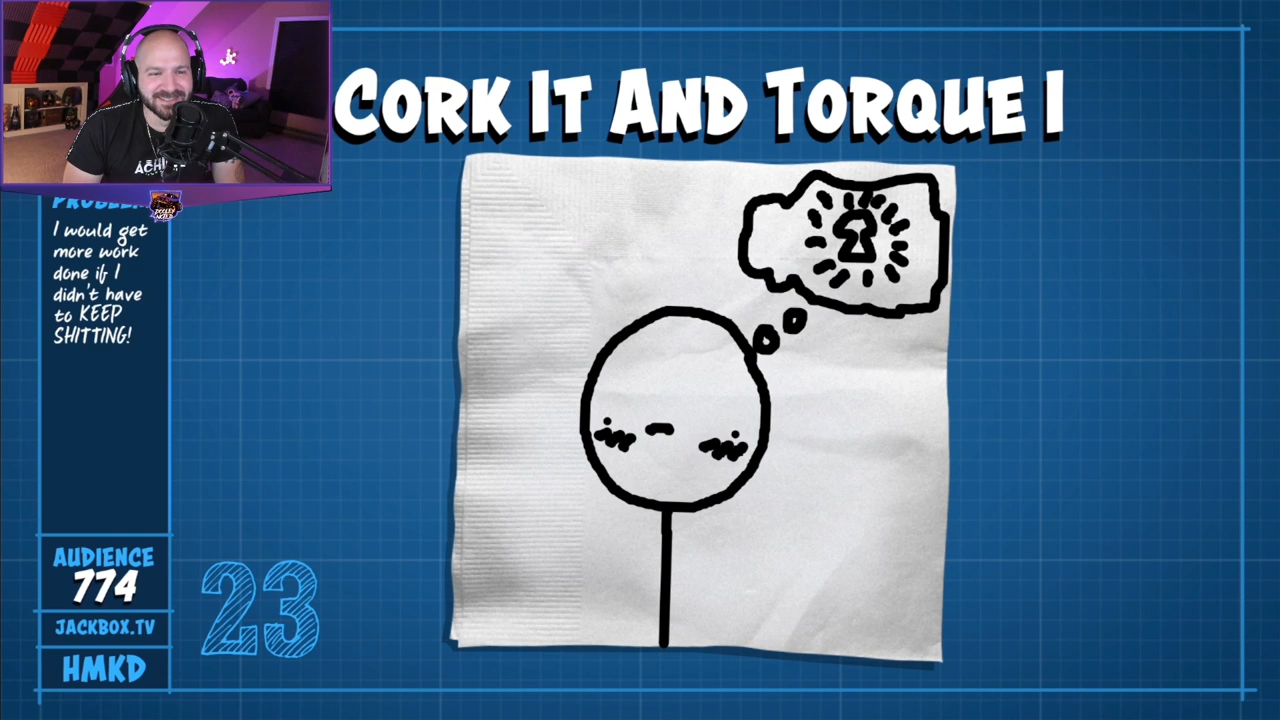 CORK IT AND TORQUE I
I would get
more work
done if I
didn't have
to KEEP
SHITTING!
AUDIENCE
774
JACKBOX.TV
HMKD
23